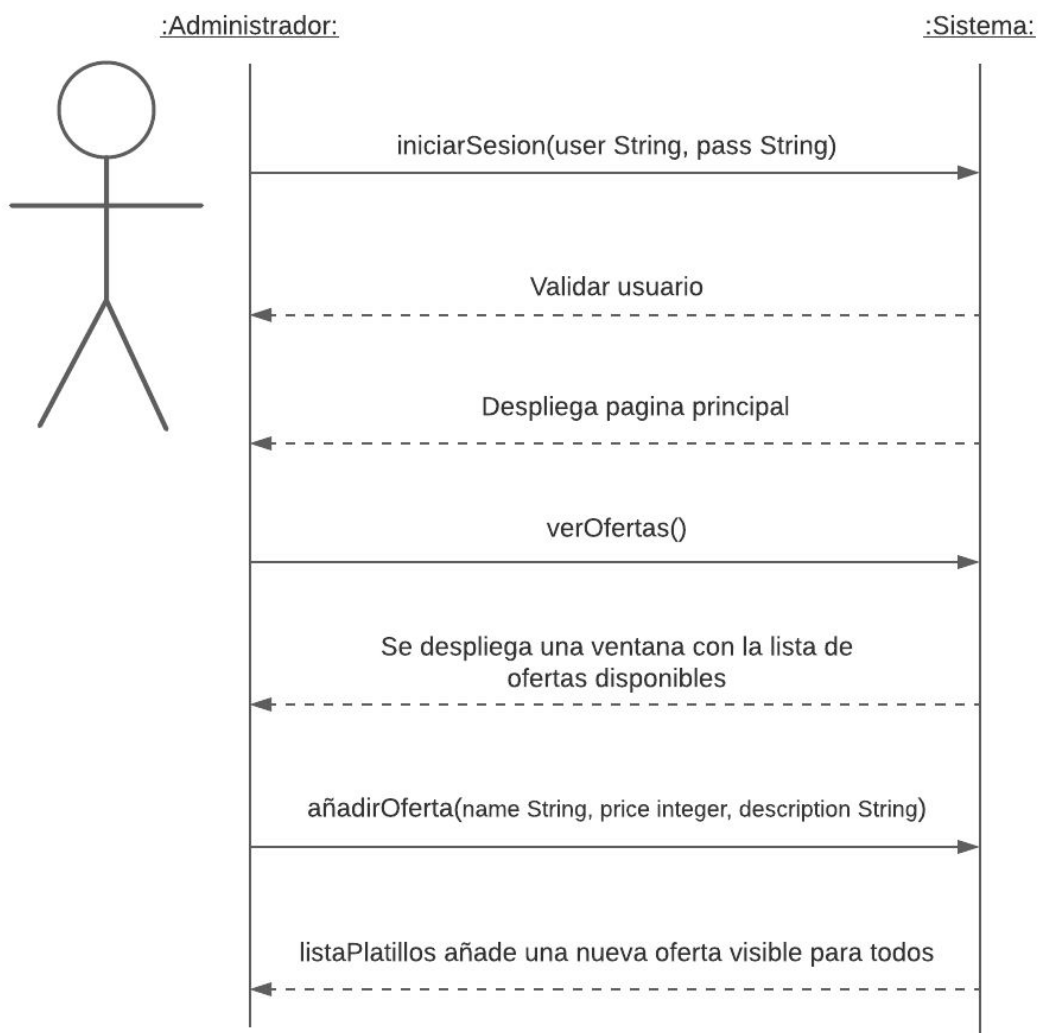 :Administrador:
:Sistema:
iniciarSesion(user String, pass String)
Validar usuario
Despliega pagina principal
verOfertas()
Se despliega una ventana con la lista de
ofertas disponibles
añadirOferta(name String, price integer, description String)
listaPlatillos añade una nueva oferta visible para todos